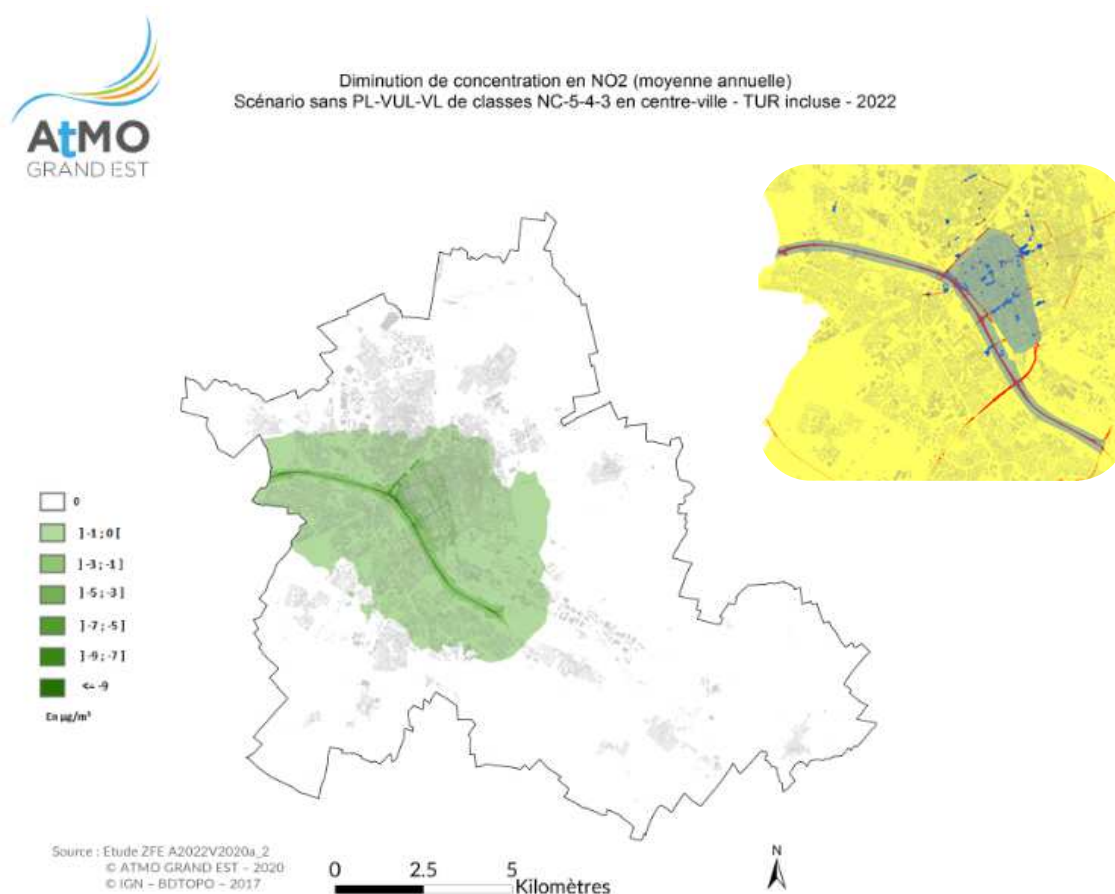 AtMO
GRAND EST
Diminution de concentration en NO2 (moyenne annuelle)
Scénario sans PL-VUL-VL de classes NC-5-4-3 en centre-ville - TUR incluse - 2022
0
]-1 ; 0 [
]-3 ; -1]
]-5 ; -3]
]-7 ; -5]
]-9 ; -7]
<= -9
En µg/m³
Source : Etude ZFE A2022V2020a_2
© ATMO GRAND EST – 2020
© IGN – BDTOPO – 2017
0 2.5 5
Kilomètres
N